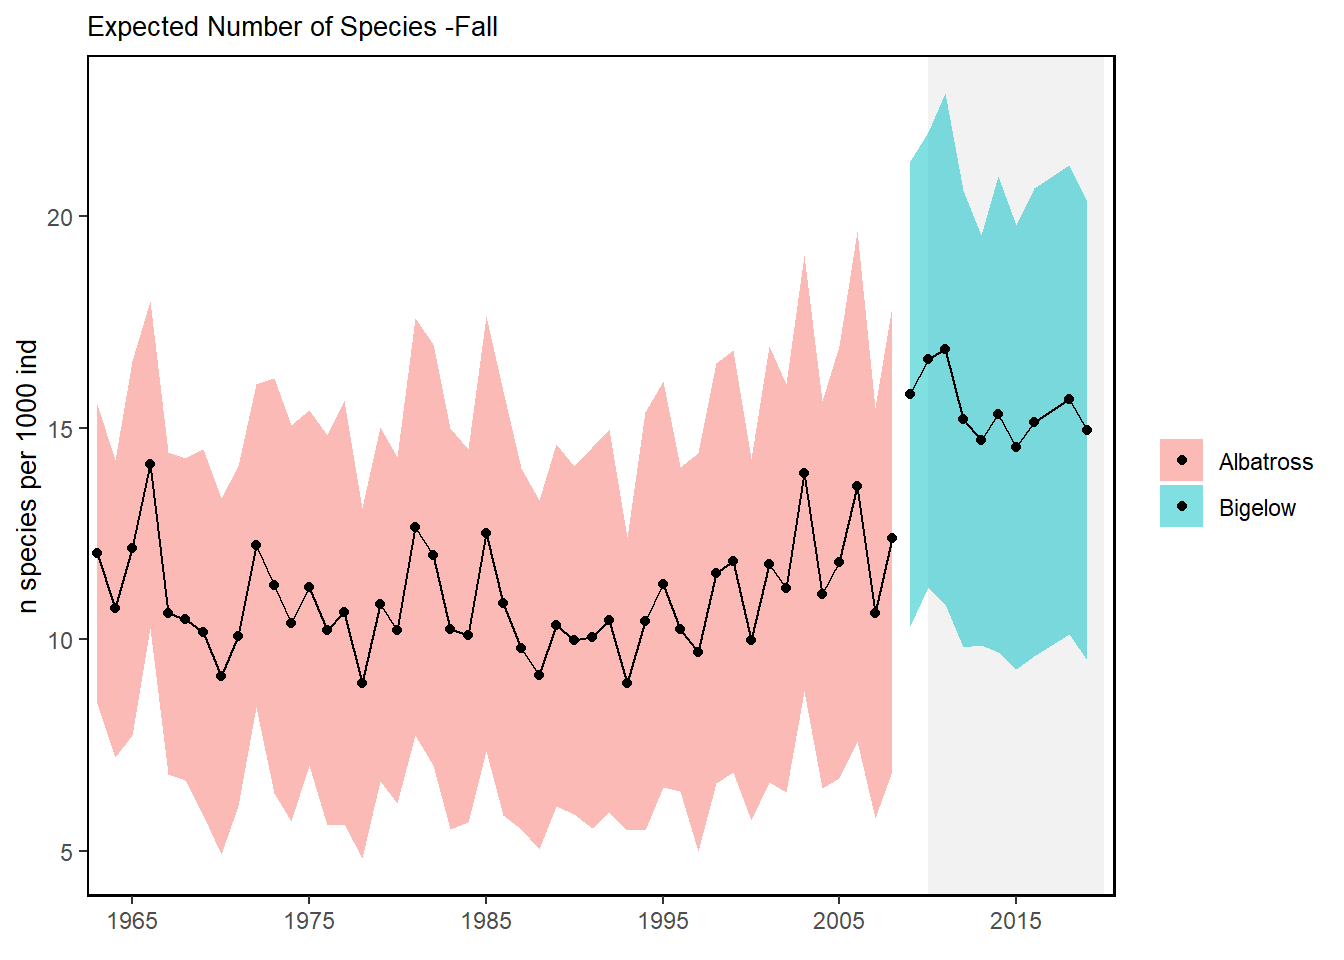 Expected Number of Species -Fall
n species per 1000 ind
20
15
10
5
1965
1975
1985
1995
2005
2015
Albatross
Bigelow